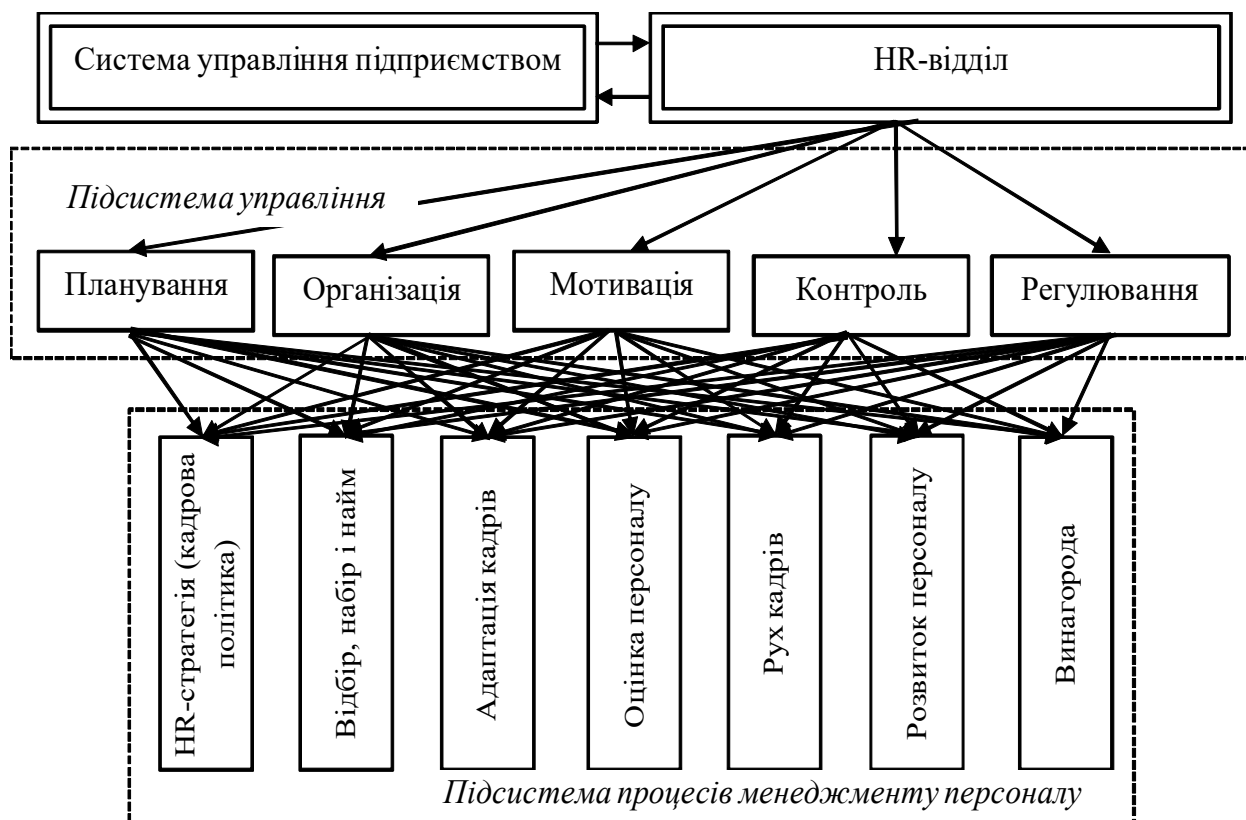 Система управління підприємством
HR-відділ
Підсистема управління
Планування
Організація
Мотивація
Контроль
Регулювання
HR-стратегія (кадрова
політика)
Відбір, набір і найм
Адаптація кадрів
Оцінка персоналу
Рух кадрів
Розвиток персоналу
Винагорода
Підсистема процесів менеджменту персоналу